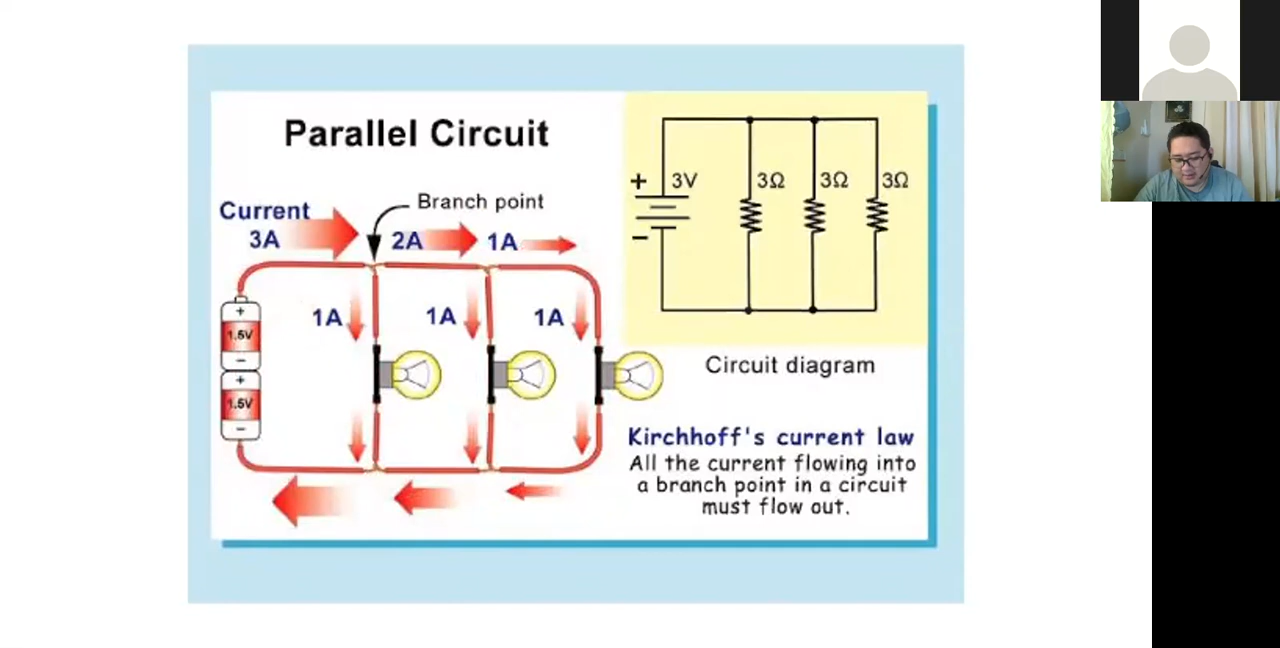 Parallel Circuit
Current
3A
Branch point
2A
1A
1A
1A
1A
+
1.5V
−
+
1.5V
−
+
3V
−
3Ω
3Ω
3Ω
Circuit diagram
Kirchhoff's current law
All the current flowing into
a branch point in a circuit
must flow out.